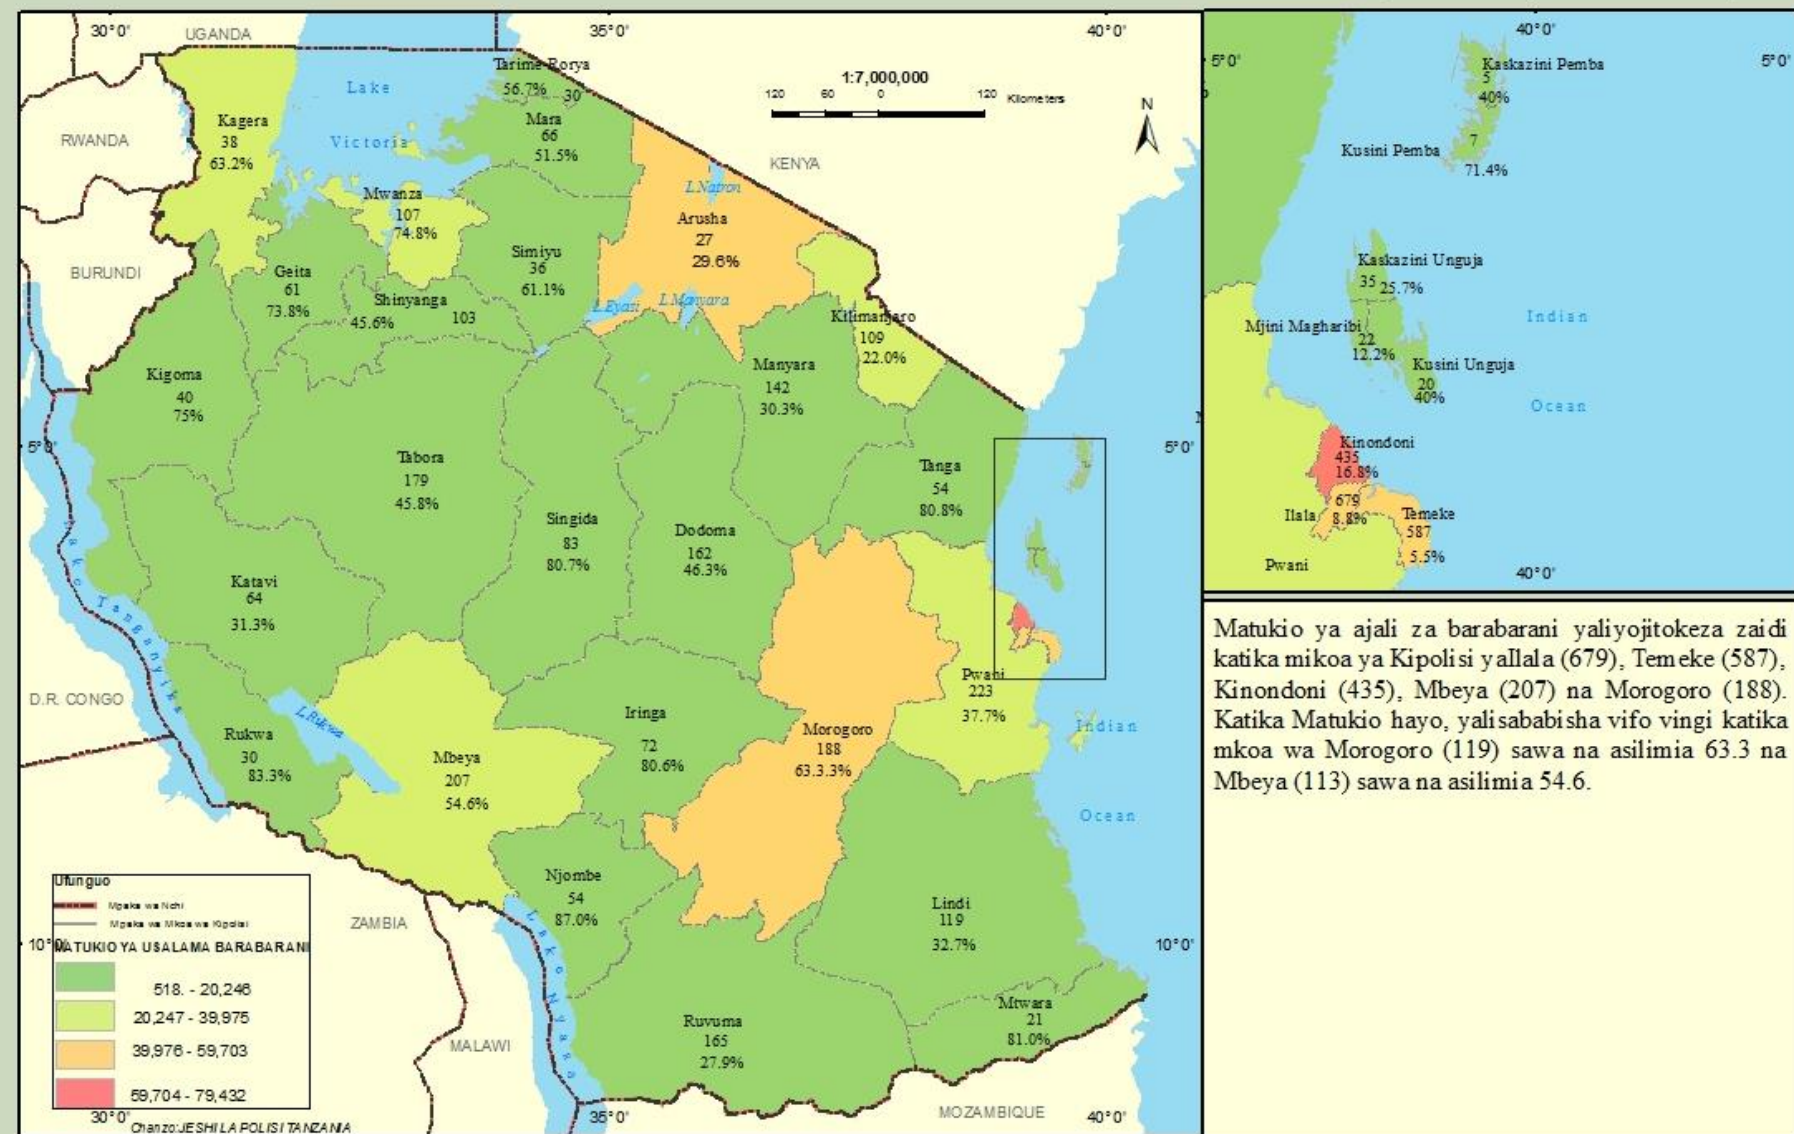 30°0'
35°0'
40°0'
UGANDA
Tarime-Rorya
56.7% 30
1:7,000,000
120 60 0 120 Kilometers
N
Lake
Victoria
Kagera
38
63.2%
RWANDA
Mara
66
51.5%
KENYA
L.Natron
Mwanza
107
74.8%
Arusha
27
29.6%
BURUNDI
Geita
61
73.8%
Simiyu
36
61.1%
Shinyanga
45.6% 103
L.Eyasi
L.Manyara
Kilimanjaro
109
22.0%
Kigoma
40
75%
Manyara
142
30.3%
5°0'
5°0'
Tabora
179
45.8%
Tanga
54
80.8%
Singida
83
80.7%
Dodoma
162
46.3%
Katavi
64
31.3%
Lake Tanganyika
D.R. CONGO
Pwani
223
37.7%
Rukwa
30
83.3%
L.Rukwa
Iringa
72
80.6%
Morogoro
188
63.3.3%
Indian
Ocean
Mbeya
207
54.6%
Njombe
54
87.0%
Lindi
119
32.7%
ZAMBIA
10°0'
10°0'
Lake Nyasa
Mtwara
21
81.0%
Ruvuma
165
27.9%
MALAWI
MOZAMBIQUE
30°0'
35°0'
40°0'
Ufunguo
Mpaka wa Nchi
Mpaka wa Mkoa wa Kipolisi
MATUKIO YA USALAMA BARABARANI
518. - 20,246
20,247 - 39,975
39,976 - 59,703
59,704 - 79,432
Chanzo:JESHI LA POLISI TANZANIA
40°0'
5°0'
5°0'
Kaskazini Pemba
5
40%
7
Kusini Pemba
71.4%
Kaskazini Unguja
35 25.7%
Indian
Mjini Magharibi
22
12.2%
Kusini Unguja
20
40%
Ocean
Kinondoni
435
16.8%
679
Ilala 8.8%
Temeke
587
5.5%
Pwani
40°0'
Matukio ya ajali za barabarani yaliyojitokeza zaidi
katika mikoa ya Kipolisi yaIlala (679), Temeke (587),
Kinondoni (435), Mbeya (207) na Morogoro (188).
Katika Matukio hayo, yalisababisha vifo vingi katika
mkoa wa Morogoro (119) sawa na asilimia 63.3 na
Mbeya (113) sawa na asilimia 54.6.